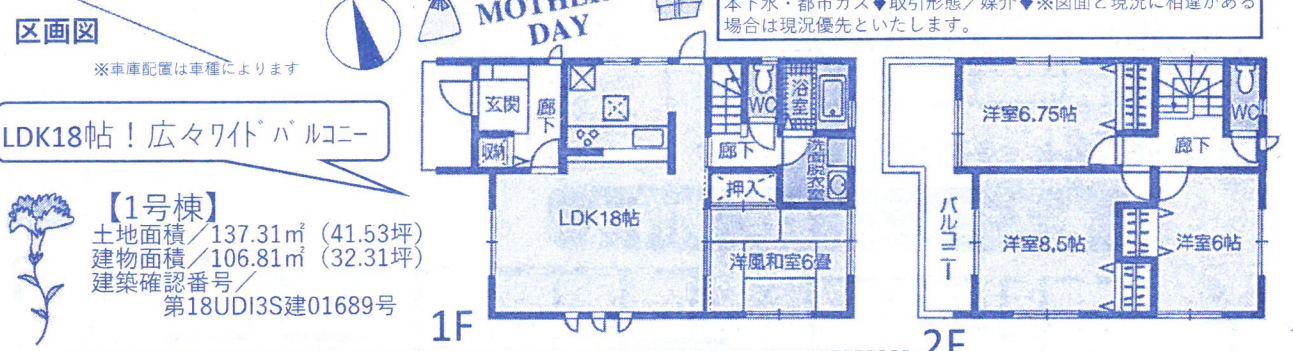 区画図
※車庫配置は車種によります
MOTHER
DAY
本下水・都市ガス◆取引形態／媒介◆※図面と現況に相違がある
場合は現況優先といたします。
LDK18帖！広々ワイドバルコニー
【1号棟】
土地面積／137.31㎡（41.53坪）
建物面積／106.81㎡（32.31坪）
建築確認番号／
第18UDI3S建01689号
玄関
廊下
収納
LDK18帖
廊下
WC
浴室
洗面脱衣室
押入
洋風和室6畳
1F
洋室6.75帖
WC
廊下
バルコニー
洋室8.5帖
洋室6帖
2F